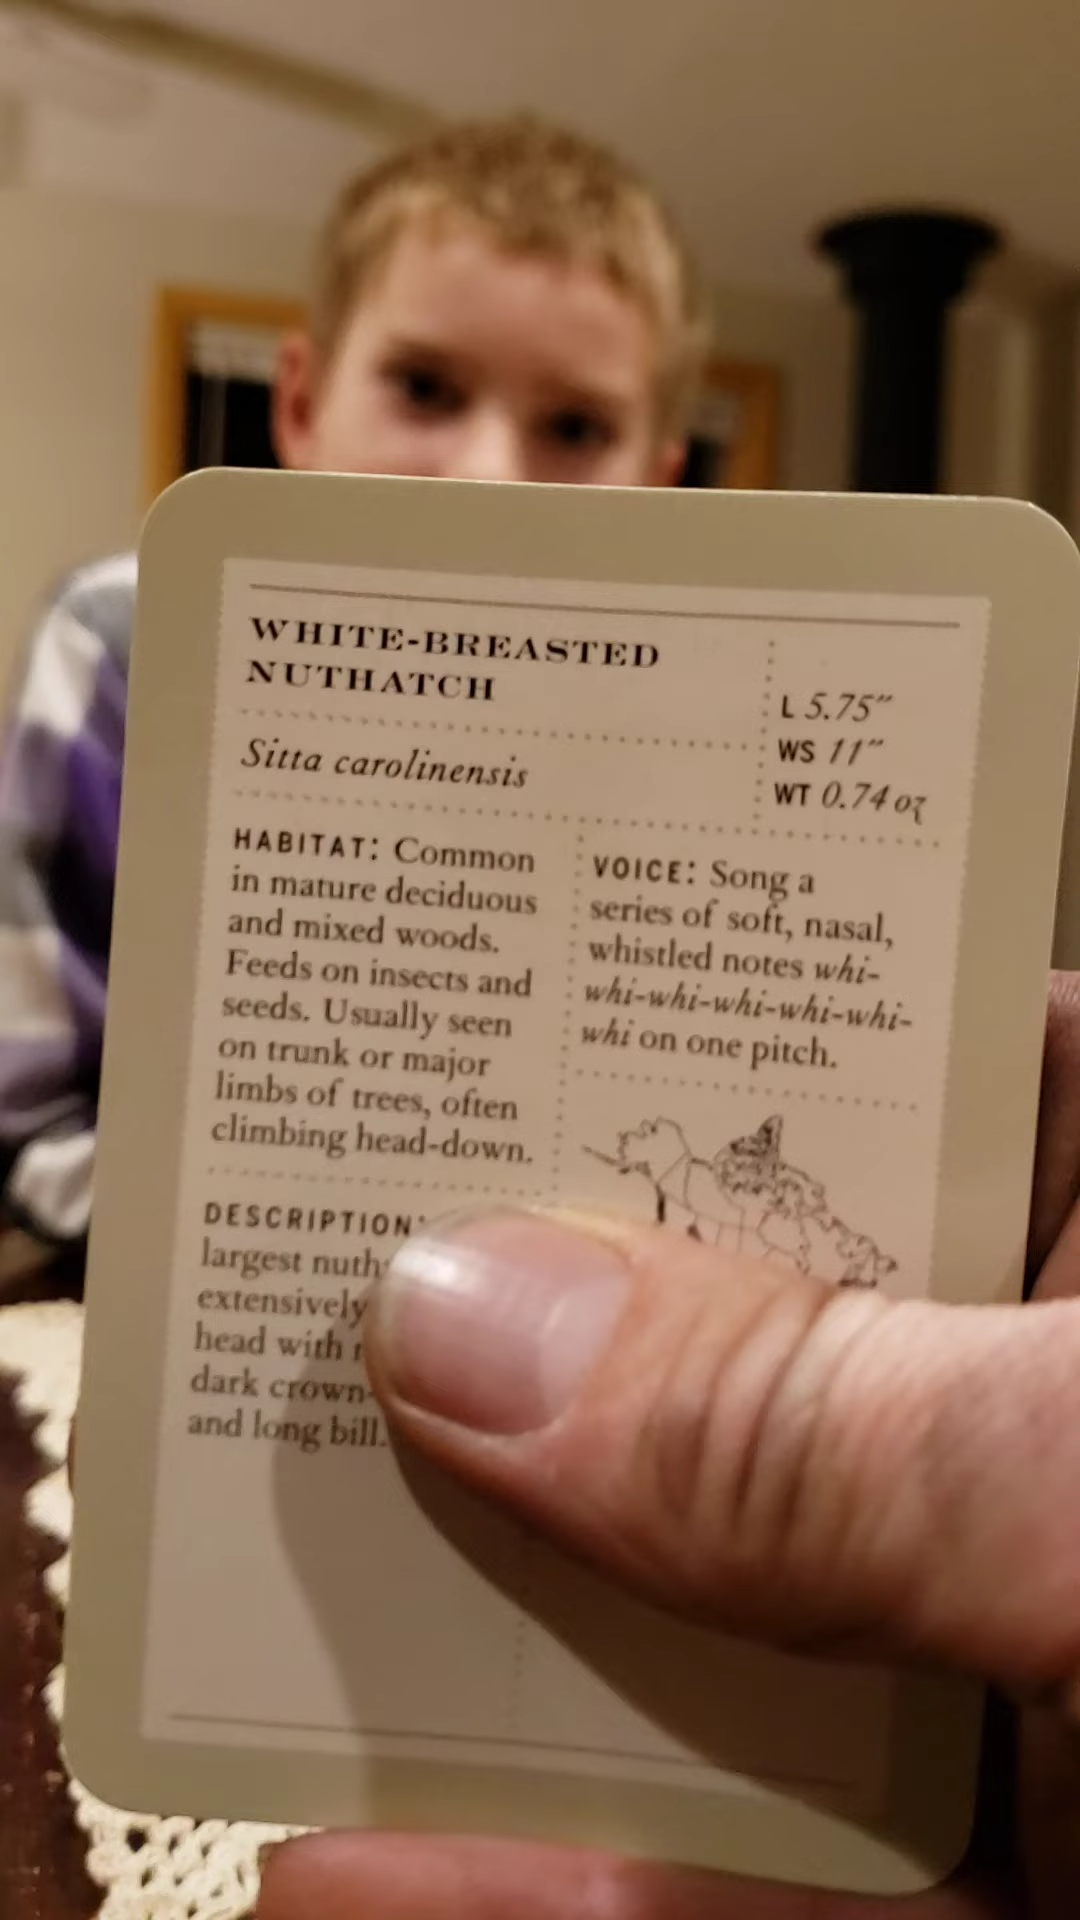 WHITE-BREASTED
NUTHATCH
L 5.75"
WS 11"
WT 0.74 oz
Sitta carolinensis
HABITAT: Common
in mature deciduous
and mixed woods.
Feeds on insects and
seeds. Usually seen
on trunk or major
limbs of trees, often
climbing head-down.
DESCRIPTION:
largest
extensively
head with
dark crown
and long bill.
VOICE: Song a
series of soft, nasal,
whistled notes whi-
whi-whi-whi-whi-whi-
whi on one pitch.